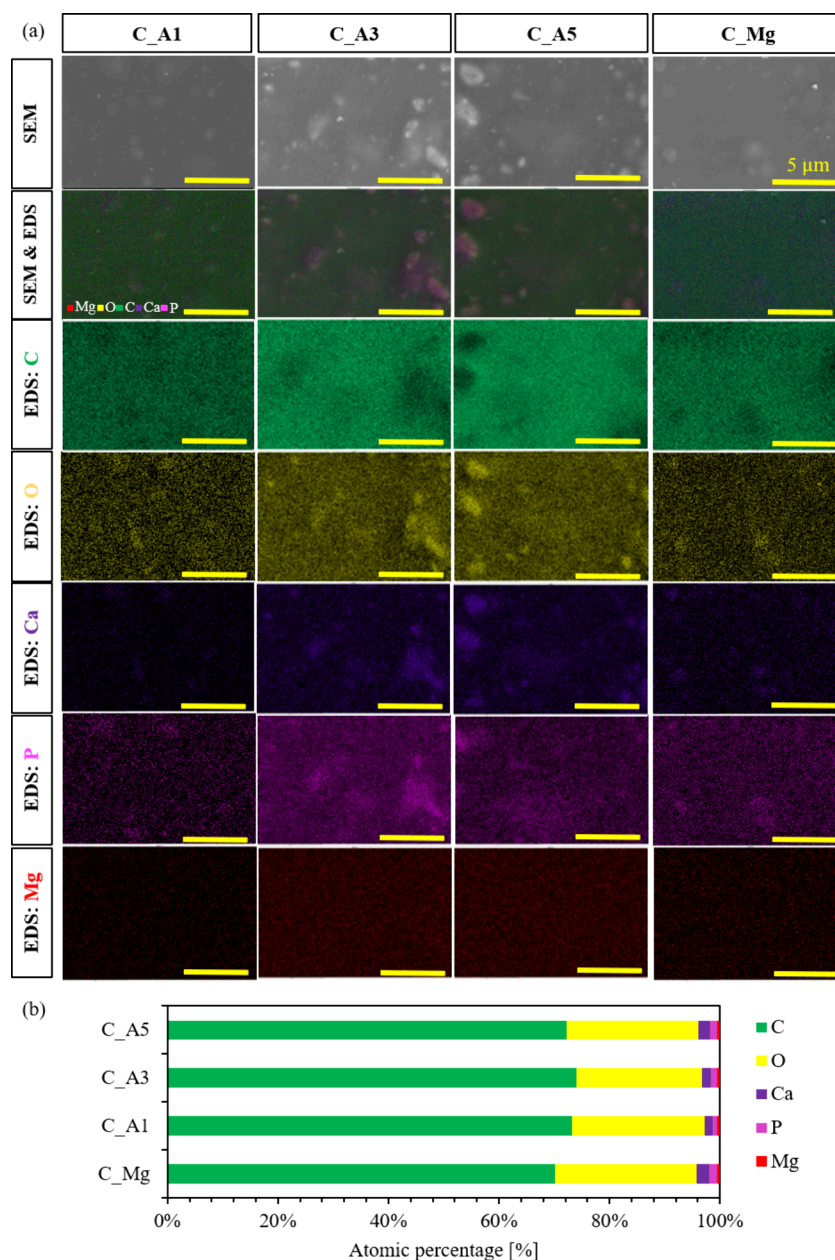 (a)
C_A1 C_A3 C_A5 C_Mg
SEM
5 μm
SEM & EDS
Mg O C Ca P
EDS: C
EDS: O
EDS: Ca
EDS: P
EDS: Mg
(b)
C_A5
C_A3
C_A1
C_Mg
C
O
Ca
P
Mg
0% 20% 40% 60% 80% 100%
Atomic percentage [%]